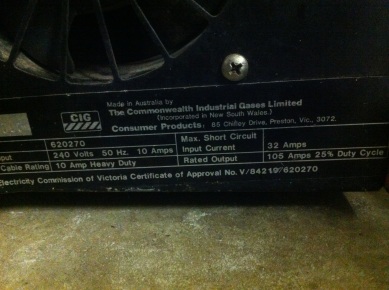 Made in Australia by
CIG
The Commonwealth Industrial Gases Limited
(Incorporated in New South Wales.)
Consumer Products: 85 Chifley Drive, Preston, Vic., 3072.
620270
Max. Short Circuit
put 240 Volts 50 Hz. 10 Amps
Input Current 32 Amps
Cable Rating 10 Amp Heavy Duty
Rated Output 105 Amps 25% Duty Cycle
lectricity Commission of Victoria Certificate of Approval No. V/84219/620270